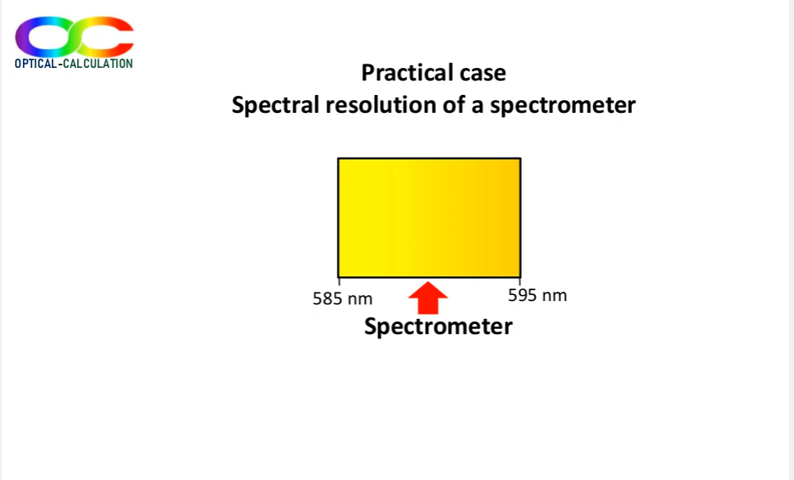 OPTICAL-CALCULATION
Practical case
Spectral resolution of a spectrometer
585 nm
595 nm
Spectrometer